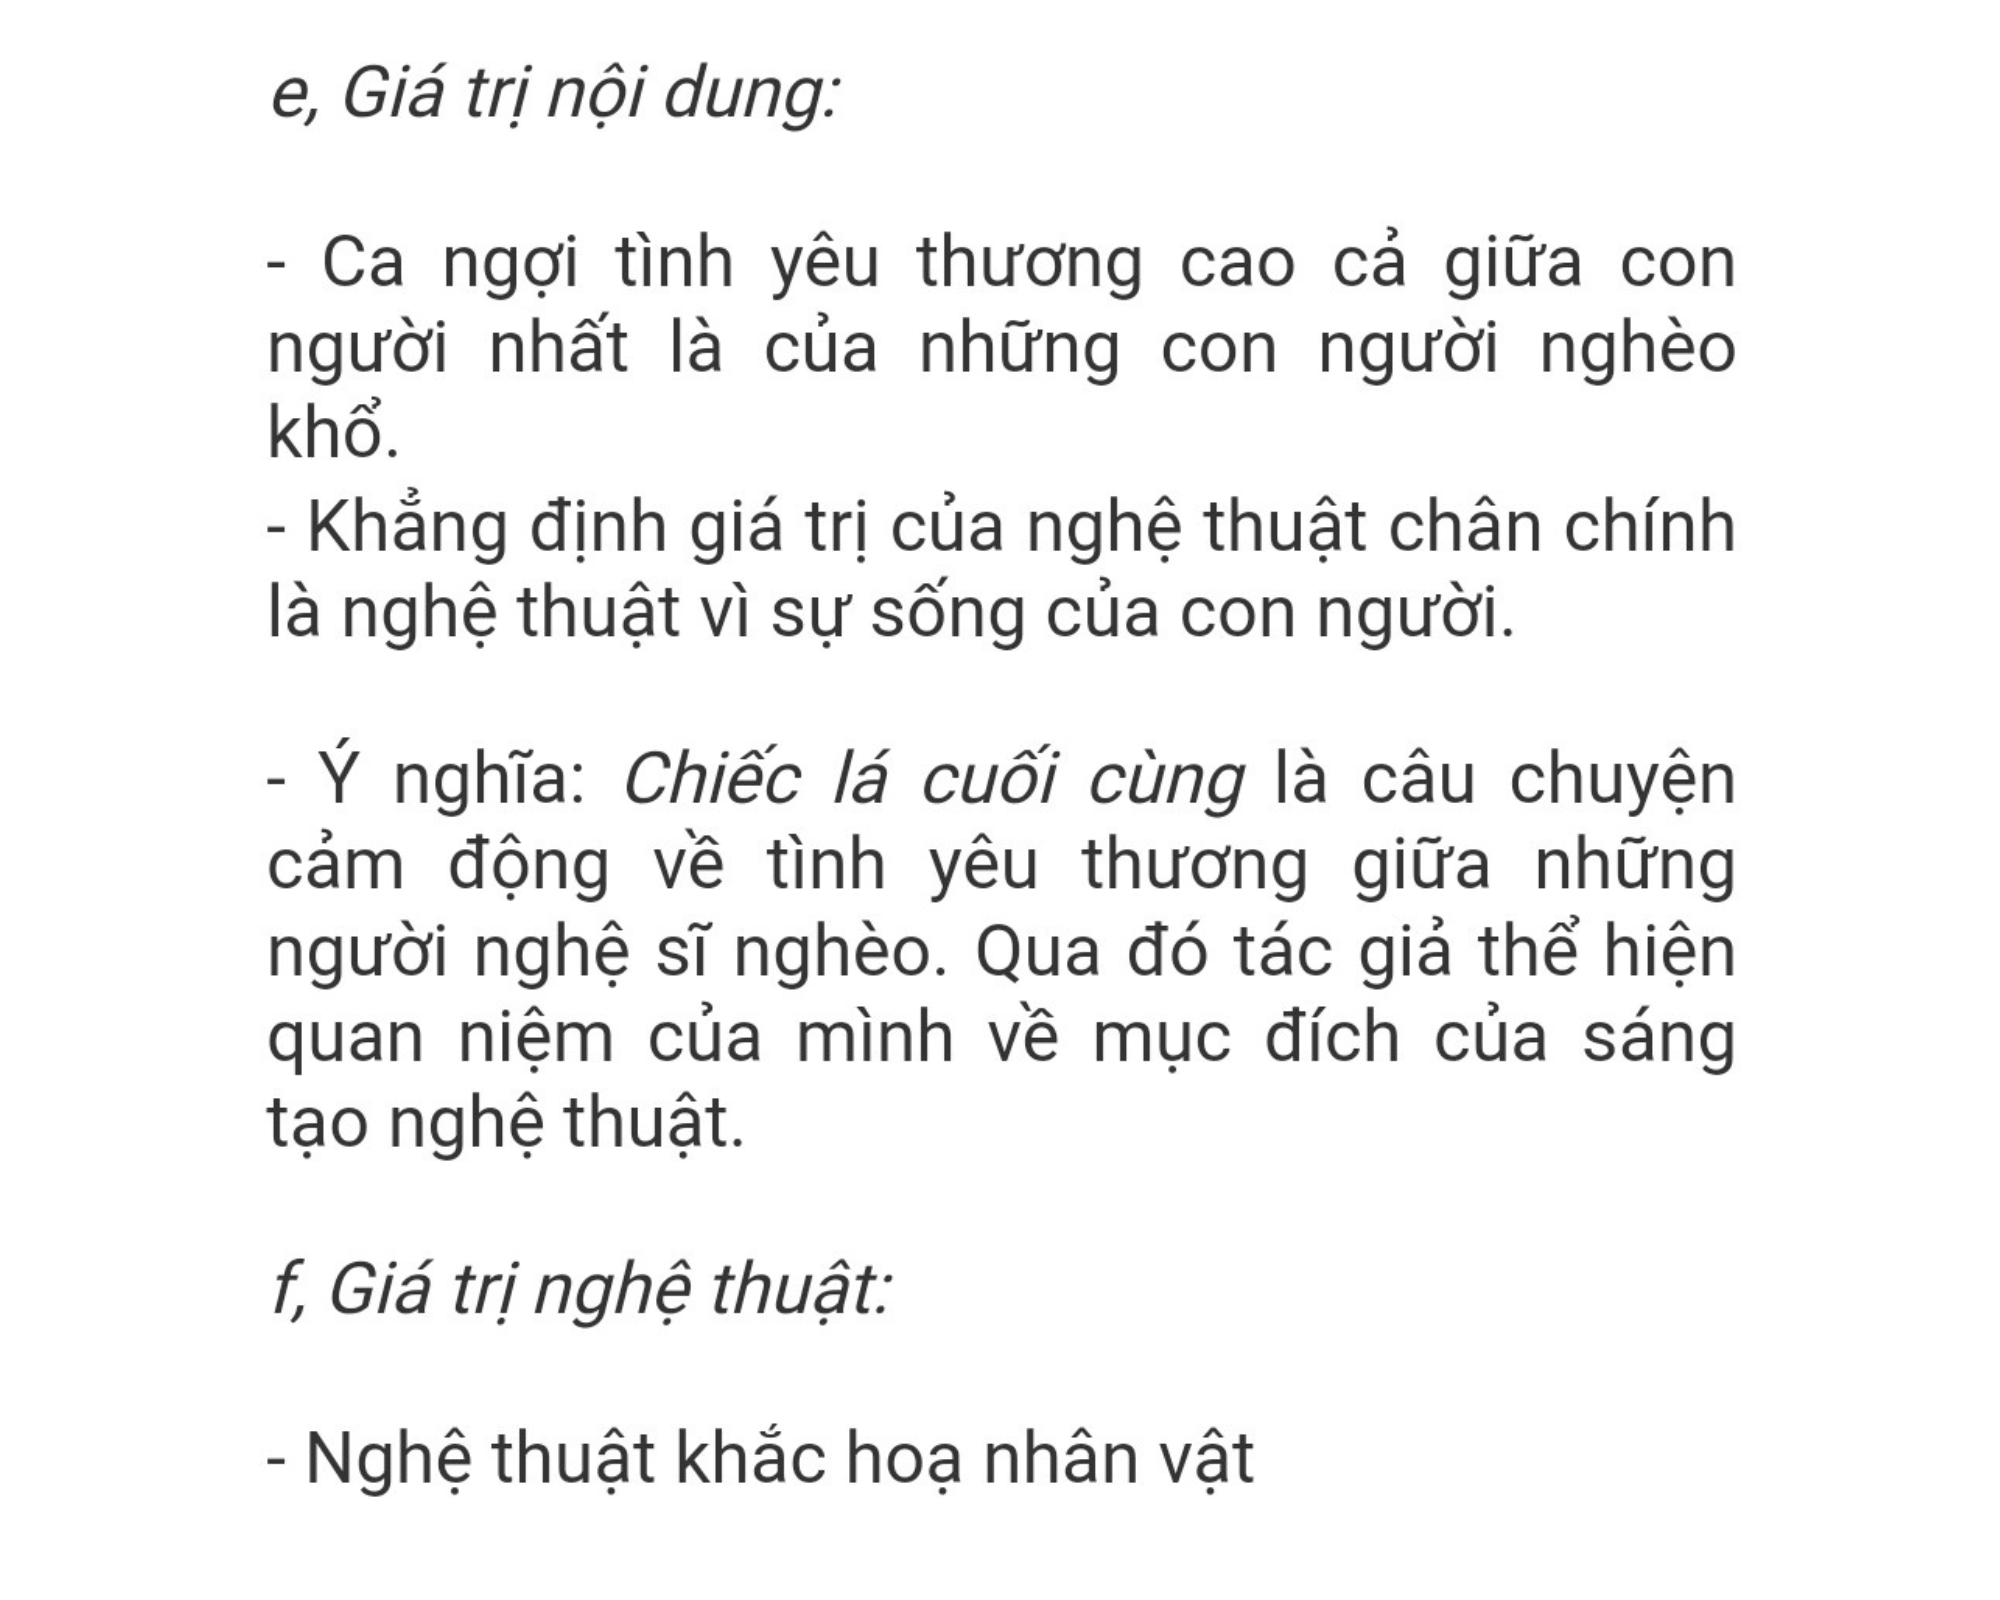 e, Giá trị nội dung:
- Ca ngợi tình yêu thương cao cả giữa con
người nhất là của những con người nghèo
khổ.
- Khẳng định giá trị của nghệ thuật chân chính
là nghệ thuật vì sự sống của con người.
- Ý nghĩa: Chiếc lá cuối cùng là câu chuyện
cảm động về tình yêu thương giữa những
người nghệ sĩ nghèo. Qua đó tác giả thể hiện
quan niệm của mình về mục đích của sáng
tạo nghệ thuật.
f, Giá trị nghệ thuật:
- Nghệ thuật khắc hoạ nhân vật